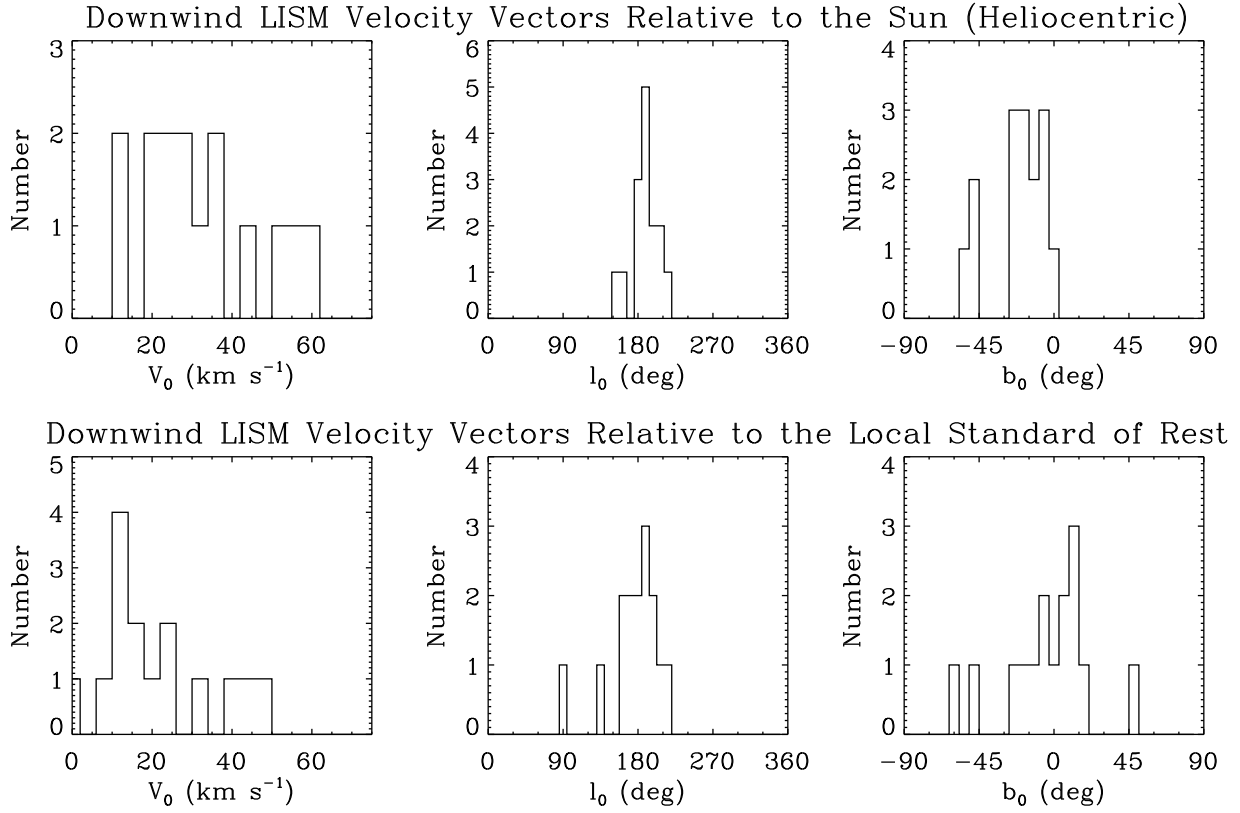 Downwind LISM Velocity Vectors Relative to the Sun (Heliocentric)
3
2
1
0
Number
0 20 40 60
V₀ (km s⁻¹)
6
5
4
3
2
1
0
Number
0 90 180 270 360
l₀ (deg)
4
3
2
1
0
Number
−90 −45 0 45 90
b₀ (deg)
Downwind LISM Velocity Vectors Relative to the Local Standard of Rest
5
4
3
2
1
0
Number
0 20 40 60
V₀ (km s⁻¹)
4
3
2
1
0
Number
0 90 180 270 360
l₀ (deg)
4
3
2
1
0
Number
−90 −45 0 45 90
b₀ (deg)